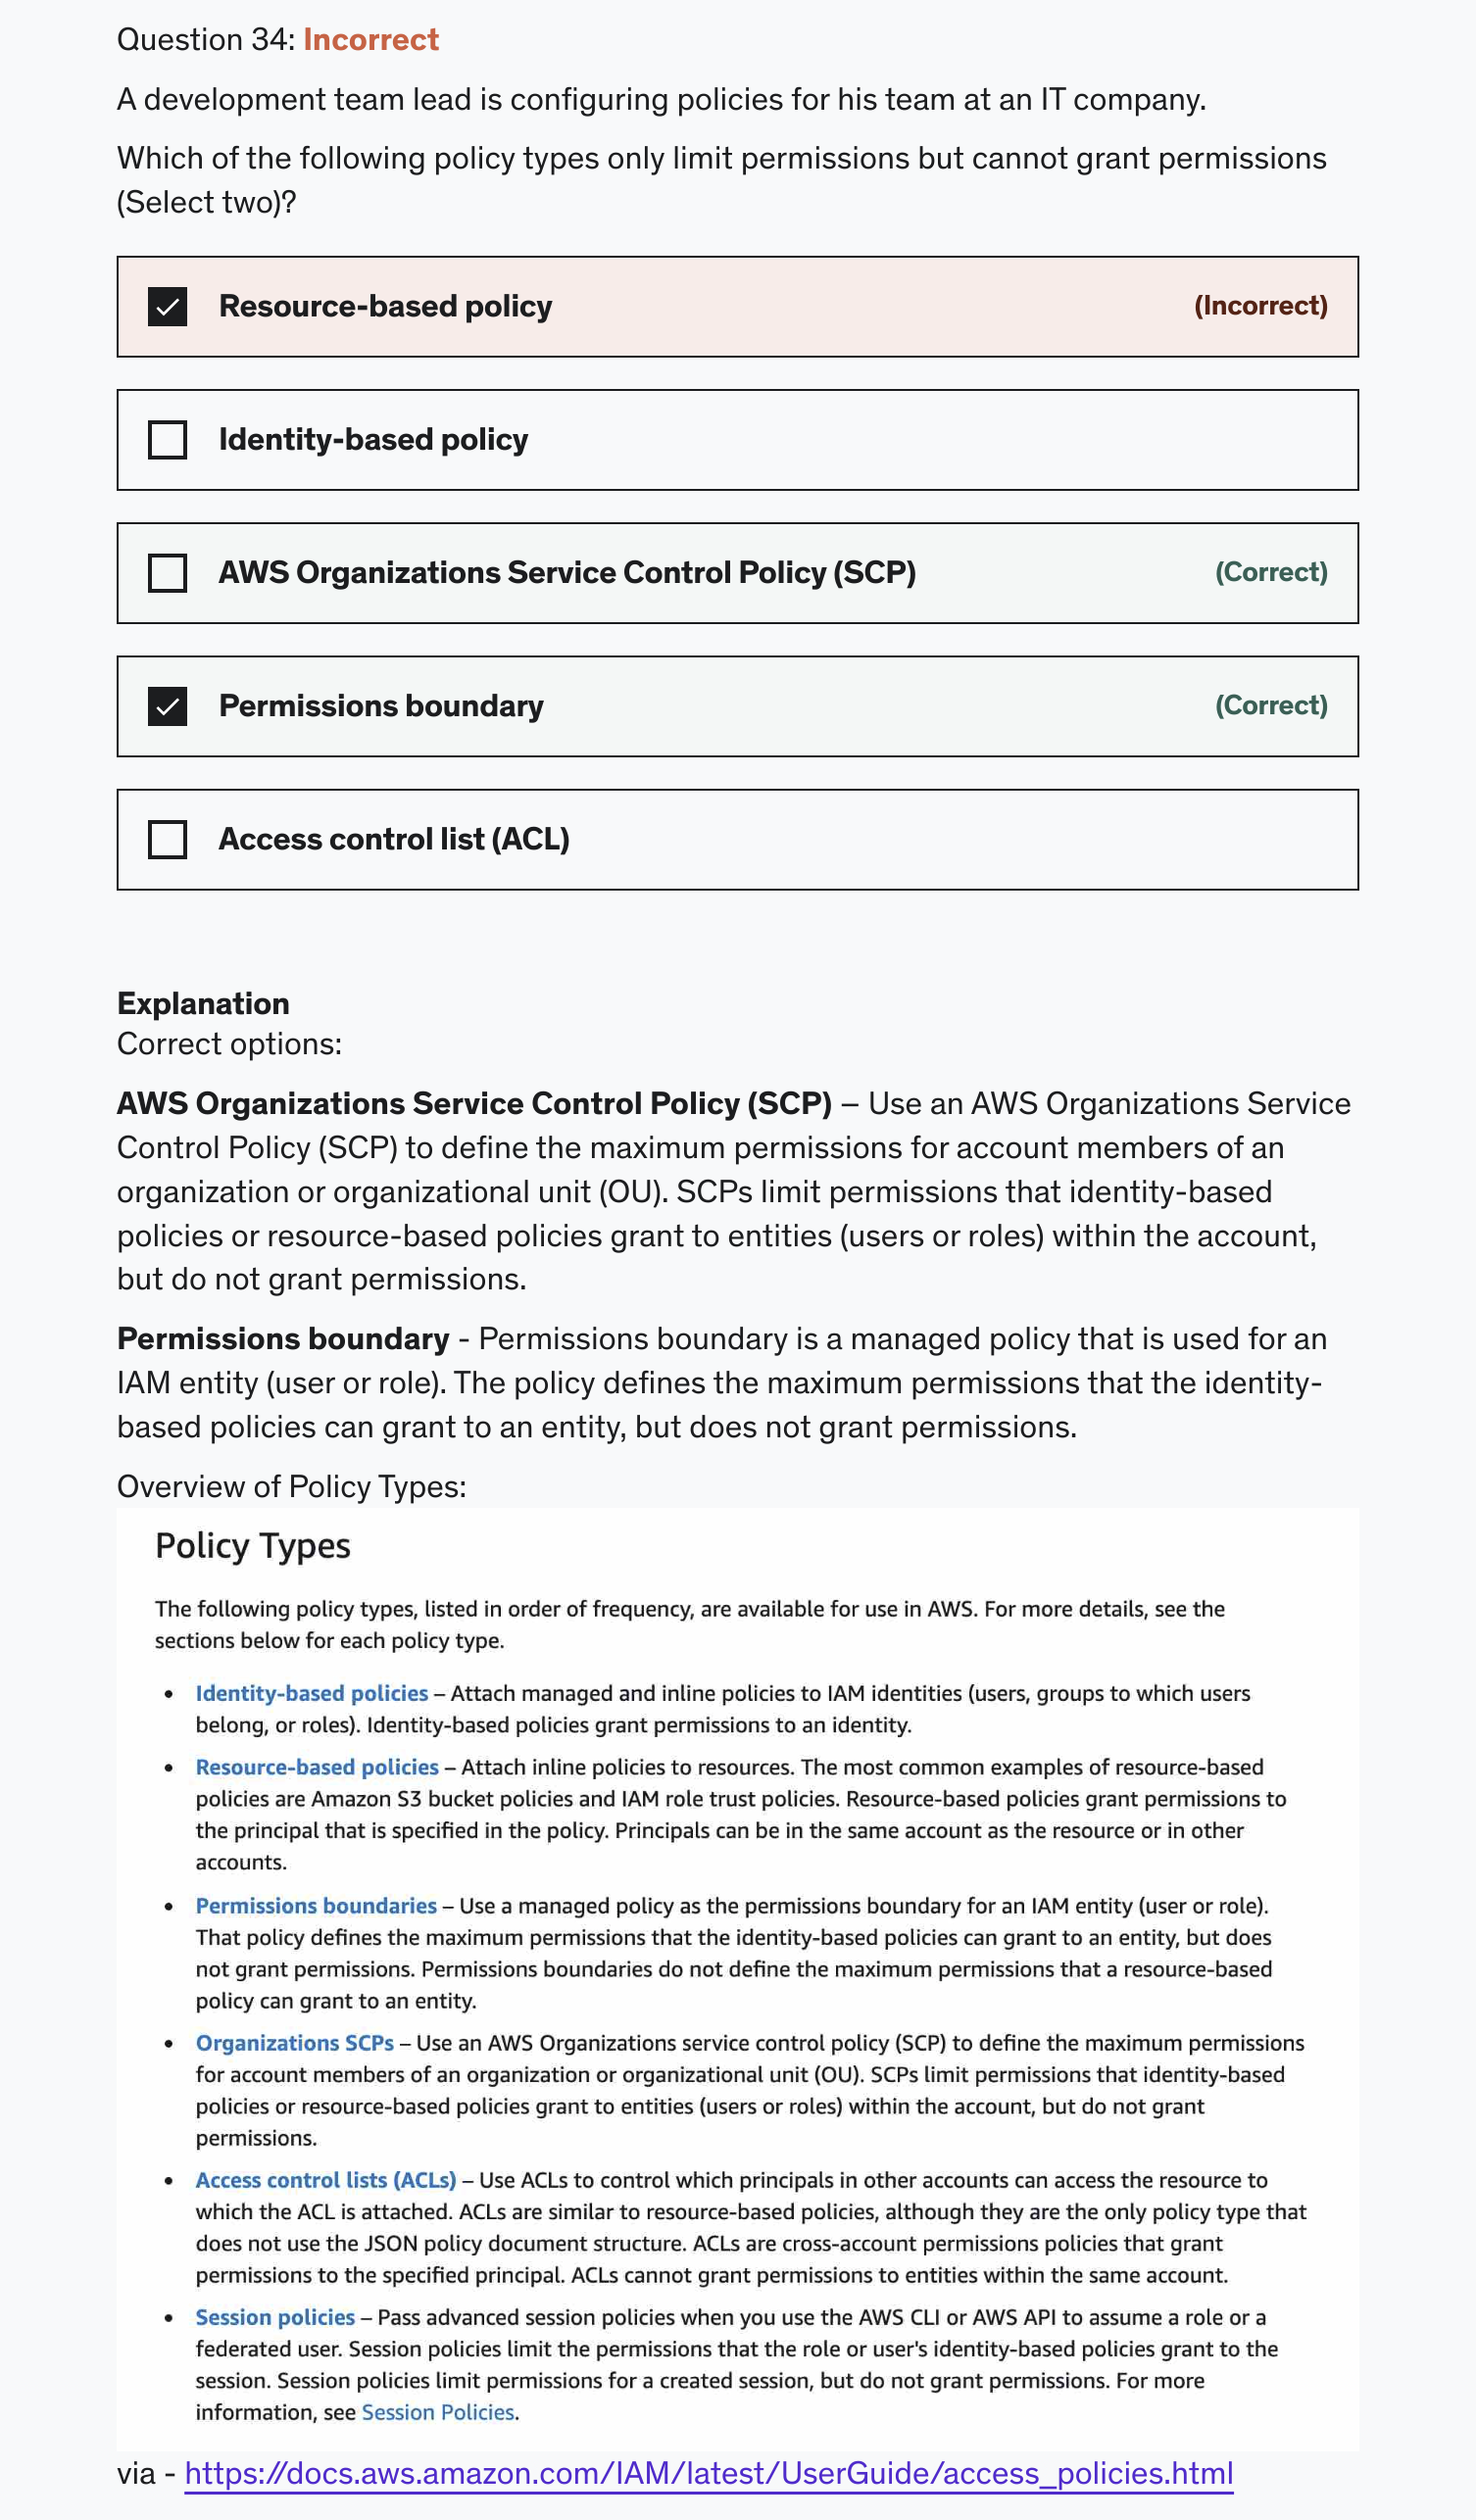 Question 34: Incorrect
A development team lead is configuring policies for his team at an IT company.
Which of the following policy types only limit permissions but cannot grant permissions
(Select two)?
Resource-based policy (Incorrect)
Identity-based policy
AWS Organizations Service Control Policy (SCP) (Correct)
Permissions boundary (Correct)
Access control list (ACL)
Explanation
Correct options:
AWS Organizations Service Control Policy (SCP) – Use an AWS Organizations Service
Control Policy (SCP) to define the maximum permissions for account members of an
organization or organizational unit (OU). SCPs limit permissions that identity-based
policies or resource-based policies grant to entities (users or roles) within the account,
but do not grant permissions.
Permissions boundary - Permissions boundary is a managed policy that is used for an
IAM entity (user or role). The policy defines the maximum permissions that the identity-
based policies can grant to an entity, but does not grant permissions.
Overview of Policy Types:
Policy Types
The following policy types, listed in order of frequency, are available for use in AWS. For more details, see the
sections below for each policy type.
• Identity-based policies – Attach managed and inline policies to IAM identities (users, groups to which users
belong, or roles). Identity-based policies grant permissions to an identity.
• Resource-based policies – Attach inline policies to resources. The most common examples of resource-based
policies are Amazon S3 bucket policies and IAM role trust policies. Resource-based policies grant permissions to
the principal that is specified in the policy. Principals can be in the same account as the resource or in other
accounts.
• Permissions boundaries – Use a managed policy as the permissions boundary for an IAM entity (user or role).
That policy defines the maximum permissions that the identity-based policies can grant to an entity, but does
not grant permissions. Permissions boundaries do not define the maximum permissions that a resource-based
policy can grant to an entity.
• Organizations SCPs – Use an AWS Organizations service control policy (SCP) to define the maximum permissions
for account members of an organization or organizational unit (OU). SCPs limit permissions that identity-based
policies or resource-based policies grant to entities (users or roles) within the account, but do not grant
permissions.
• Access control lists (ACLs) – Use ACLs to control which principals in other accounts can access the resource to
which the ACL is attached. ACLs are similar to resource-based policies, although they are the only policy type that
does not use the JSON policy document structure. ACLs are cross-account permissions policies that grant
permissions to the specified principal. ACLs cannot grant permissions to entities within the same account.
• Session policies – Pass advanced session policies when you use the AWS CLI or AWS API to assume a role or a
federated user. Session policies limit the permissions that the role or user's identity-based policies grant to the
session. Session policies limit permissions for a created session, but do not grant permissions. For more
information, see Session Policies.
via - https://docs.aws.amazon.com/IAM/latest/UserGuide/access_policies.html